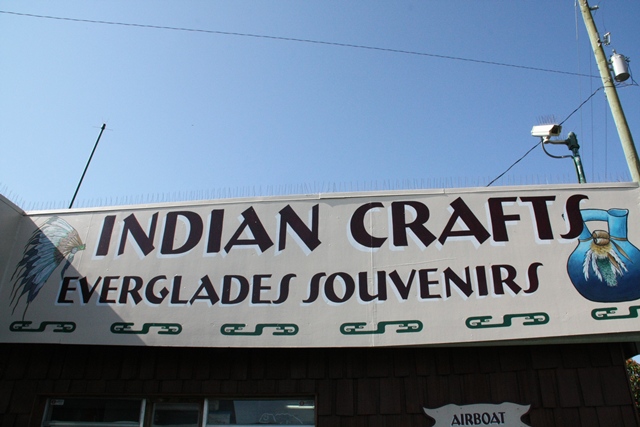 INDIAN CRAFTS
EVERGLADES SOUVENIRS
AIRBOAT